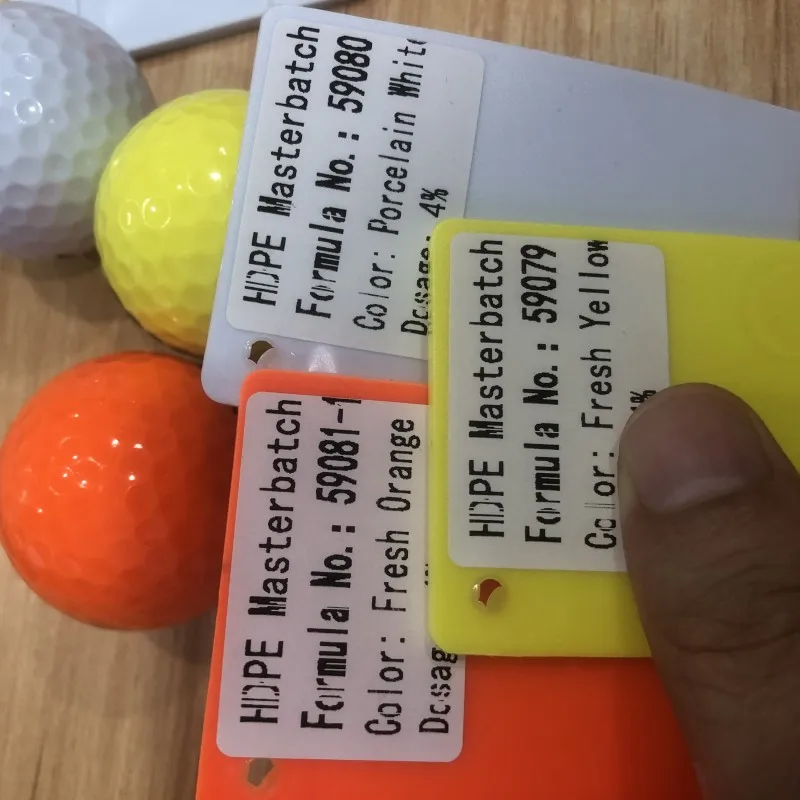 HDPE Masterbatch
Formula No.: 59080
Color: Porcelain White
Dosage: 4%
HDPE Masterbatch
Formula No.: 59079
Color: Fresh Yellow
HDPE Masterbatch
Formula No.: 59081-1
Color: Fresh Orange